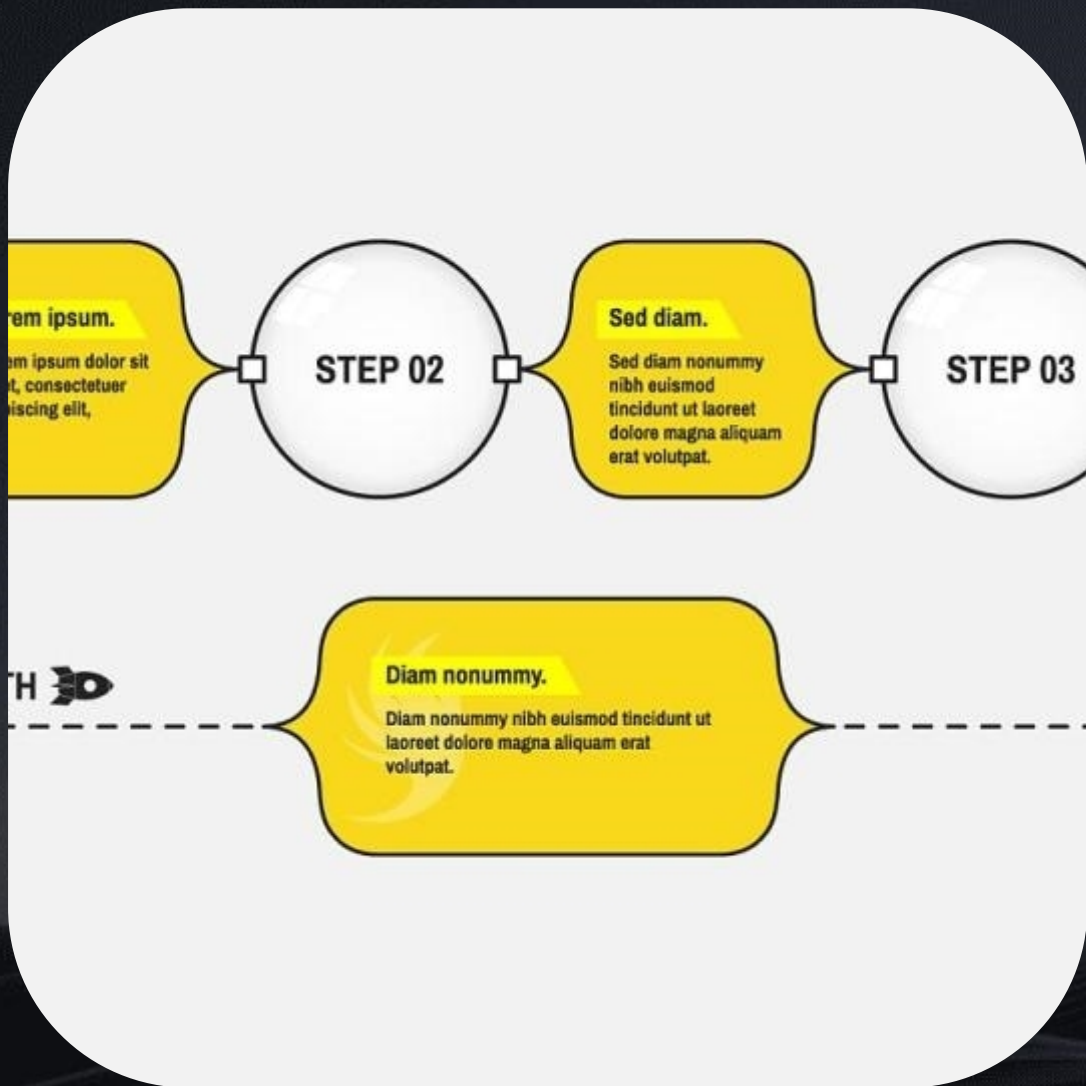 rem ipsum.
em ipsum dolor sit
et, consectetuer
piscing elit,
STEP 02
Sed diam.
Sed diam nonummy
nibh euismod
tincidunt ut laoreet
dolore magna aliquam
erat volutpat.
STEP 03
TH
Diam nonummy.
Diam nonummy nibh euismod tincidunt ut
laoreet dolore magna aliquam erat
volutpat.